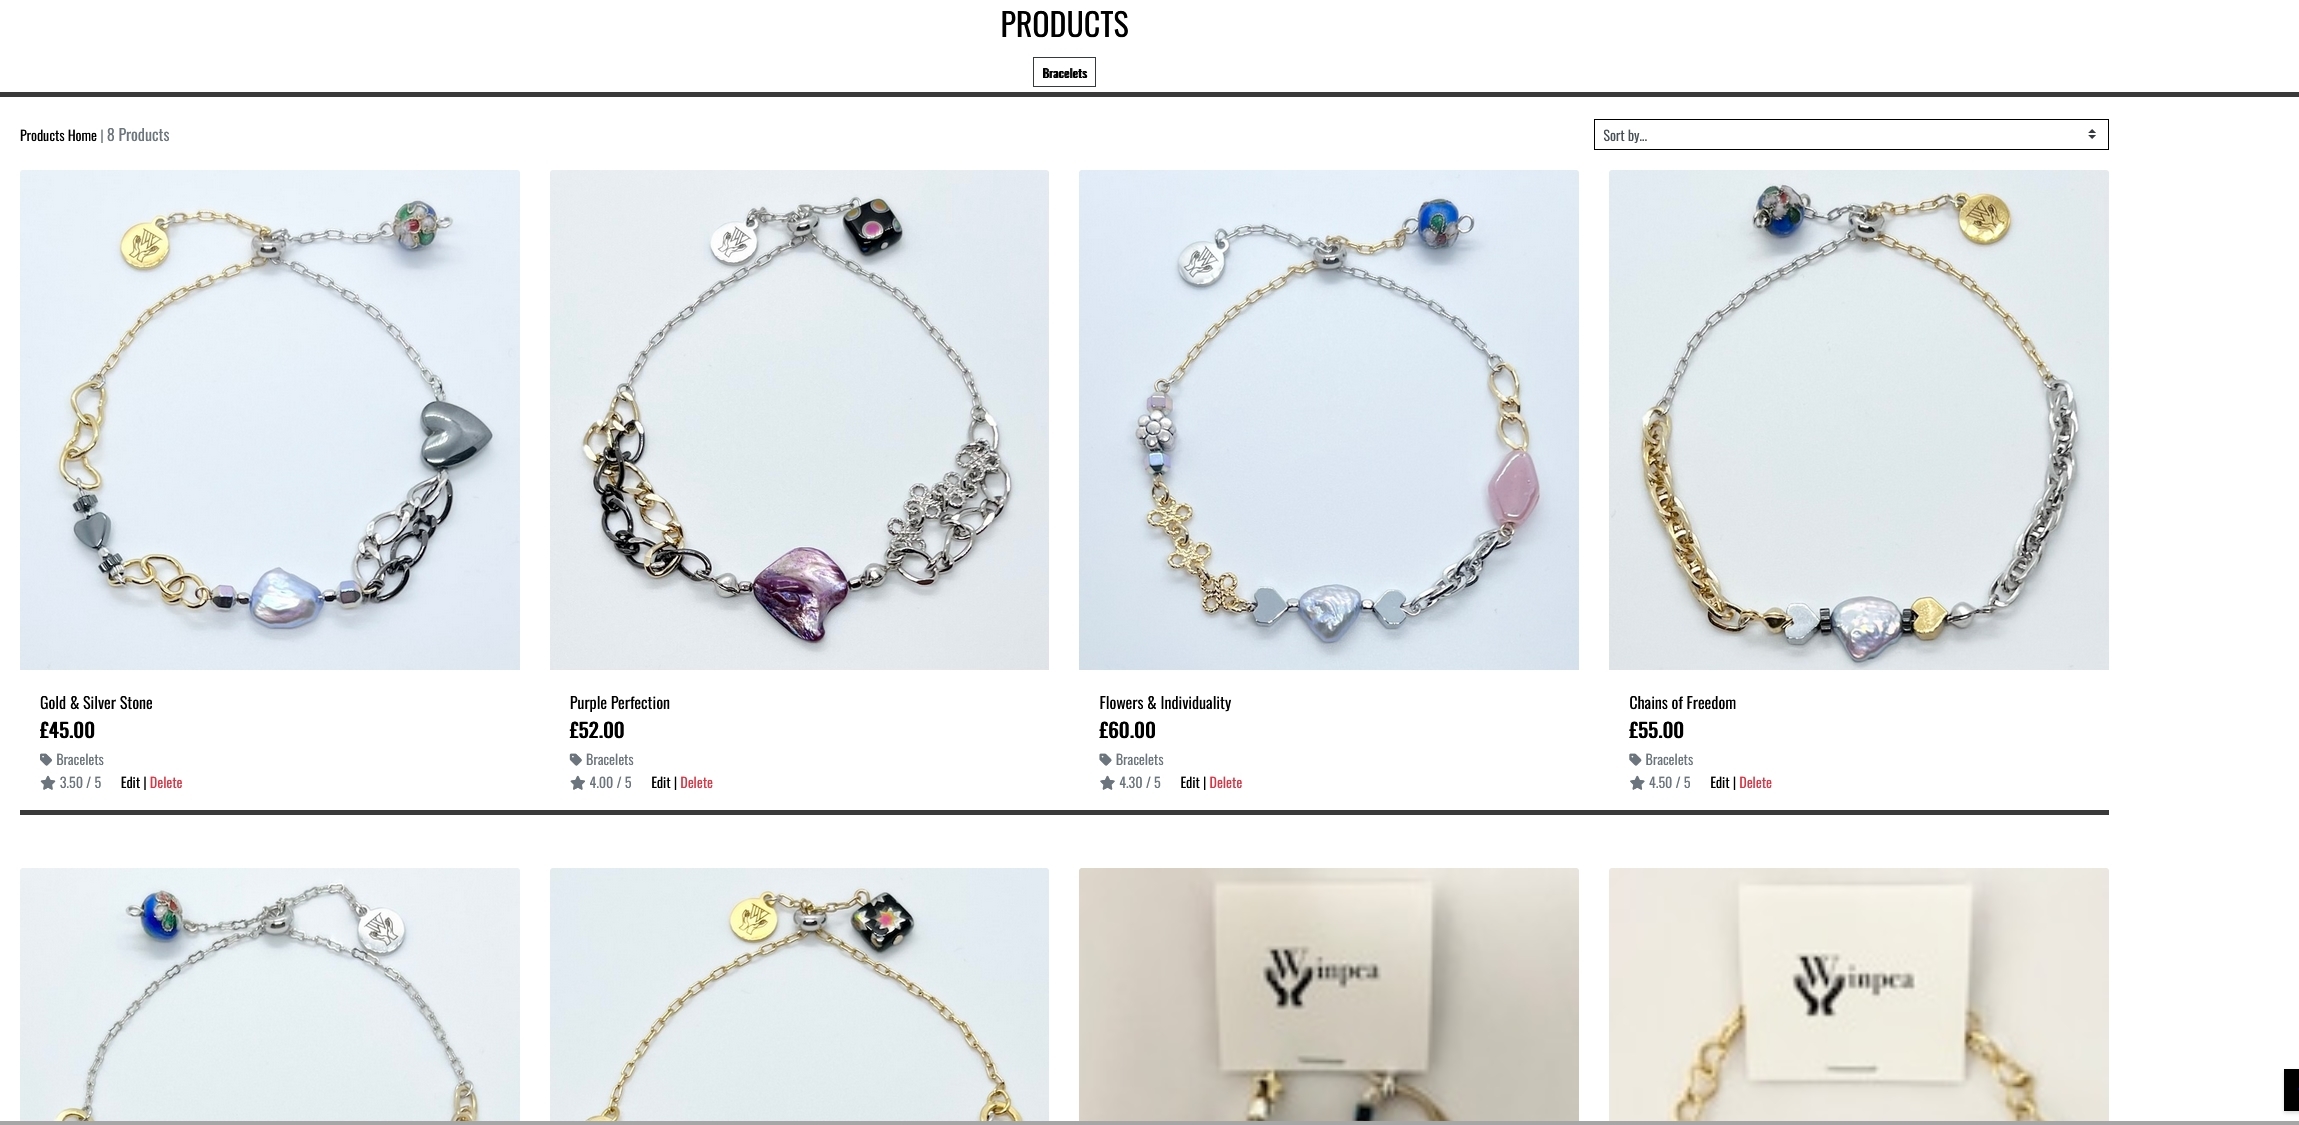 PRODUCTS
Bracelets
Products Home | 8 Products
Sort by...
Gold & Silver Stone
£45.00
Bracelets
3.50 / 5 Edit | Delete
Purple Perfection
£52.00
Bracelets
4.00 / 5 Edit | Delete
Flowers & Individuality
£60.00
Bracelets
4.30 / 5 Edit | Delete
Chains of Freedom
£55.00
Bracelets
4.50 / 5 Edit | Delete
Winpea
Winpea